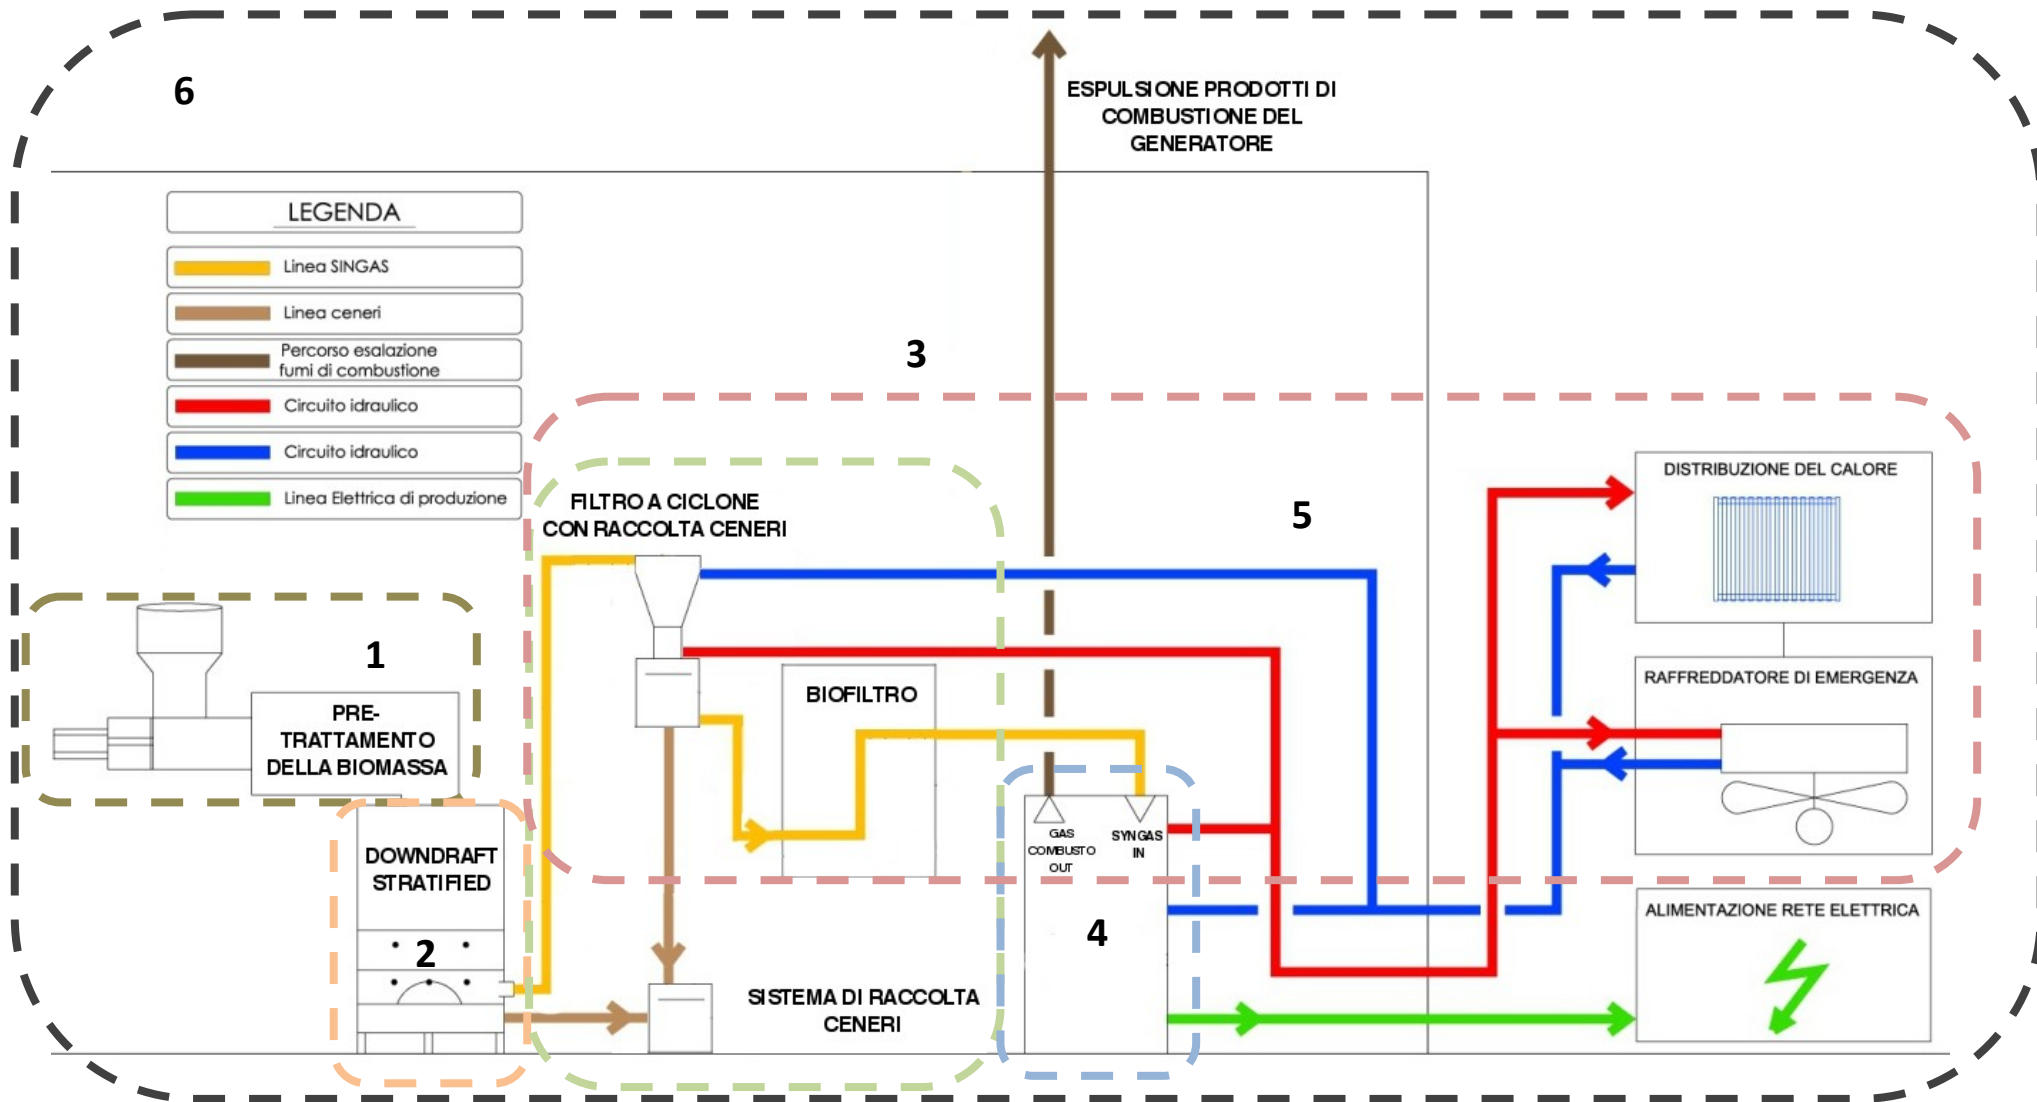 6
ESPULSIONE PRODOTTI DI
COMBUSTIONE DEL
GENERATORE
LEGENDA
Linea SINGAS
Linea ceneri
Percorso esalazione
fumi di combustione
Circuito idraulico
Circuito idraulico
Linea Elettrica di produzione
3
5
FILTRO A CICLONE
CON RACCOLTA CENERI
DISTRIBUZIONE DEL CALORE
1
PRE-
TRATTAMENTO
DELLA BIOMASSA
BIOFILTRO
RAFFREDDATORE DI EMERGENZA
DOWNDRAFT
STRATIFIED
2
GAS
COMBUSTO
OUT
SYNGAS
IN
4
SISTEMA DI RACCOLTA
CENERI
ALIMENTAZIONE RETE ELETTRICA